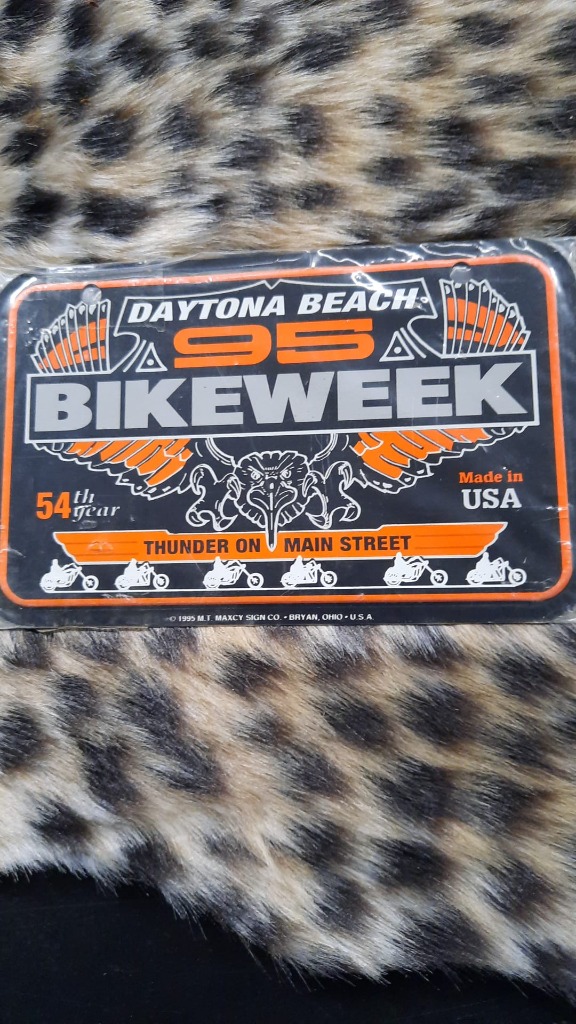 DAYTONA BEACH
95
BIKEWEEK
54th year
Made in USA
THUNDER ON MAIN STREET
© 1995 M.T. MAXCY SIGN CO. • BRYAN, OHIO • U.S.A.